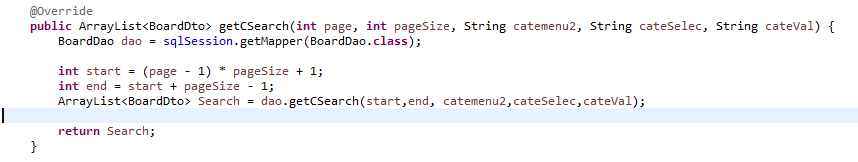 @Override
public ArrayList<BoardDto> getCSearch(int page, int pageSize, String catemenu2, String cateSelec, String cateVal) {
BoardDao dao = sqlSession.getMapper(BoardDao.class);
int start = (page - 1) * pageSize + 1;
int end = start + pageSize - 1;
ArrayList<BoardDto> Search = dao.getCSearch(start,end, catemenu2,cateSelec,cateVal);
return Search;
}